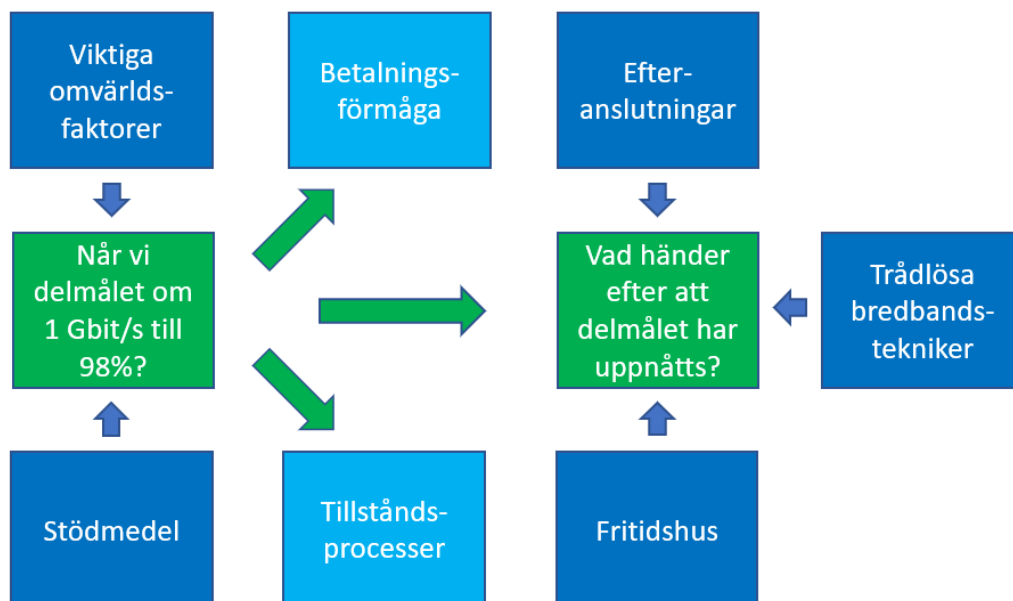 Viktiga
omvärlds-
faktorer
Betalnings-
förmåga
Efter-
anslutningar
Når vi
delmålet om
1 Gbit/s till
98%?
Vad händer
efter att
delmålet har
uppnåtts?
Trådlösa
bredbands-
tekniker
Stödmedel
Tillstånds-
processer
Fritidshus